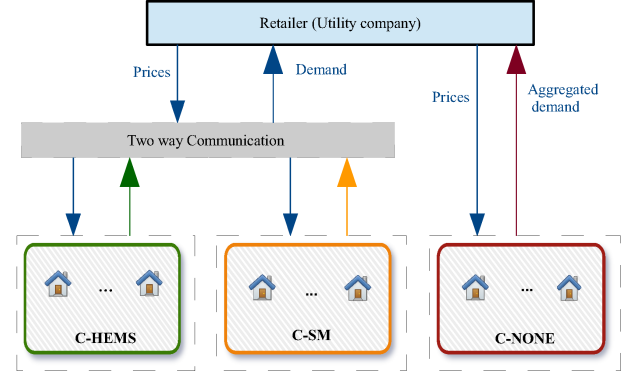 Retailer (Utility company)
Prices
Demand
Prices
Aggregated
demand
Two way Communication
...
...
...
C-HEMS
C-SM
C-NONE